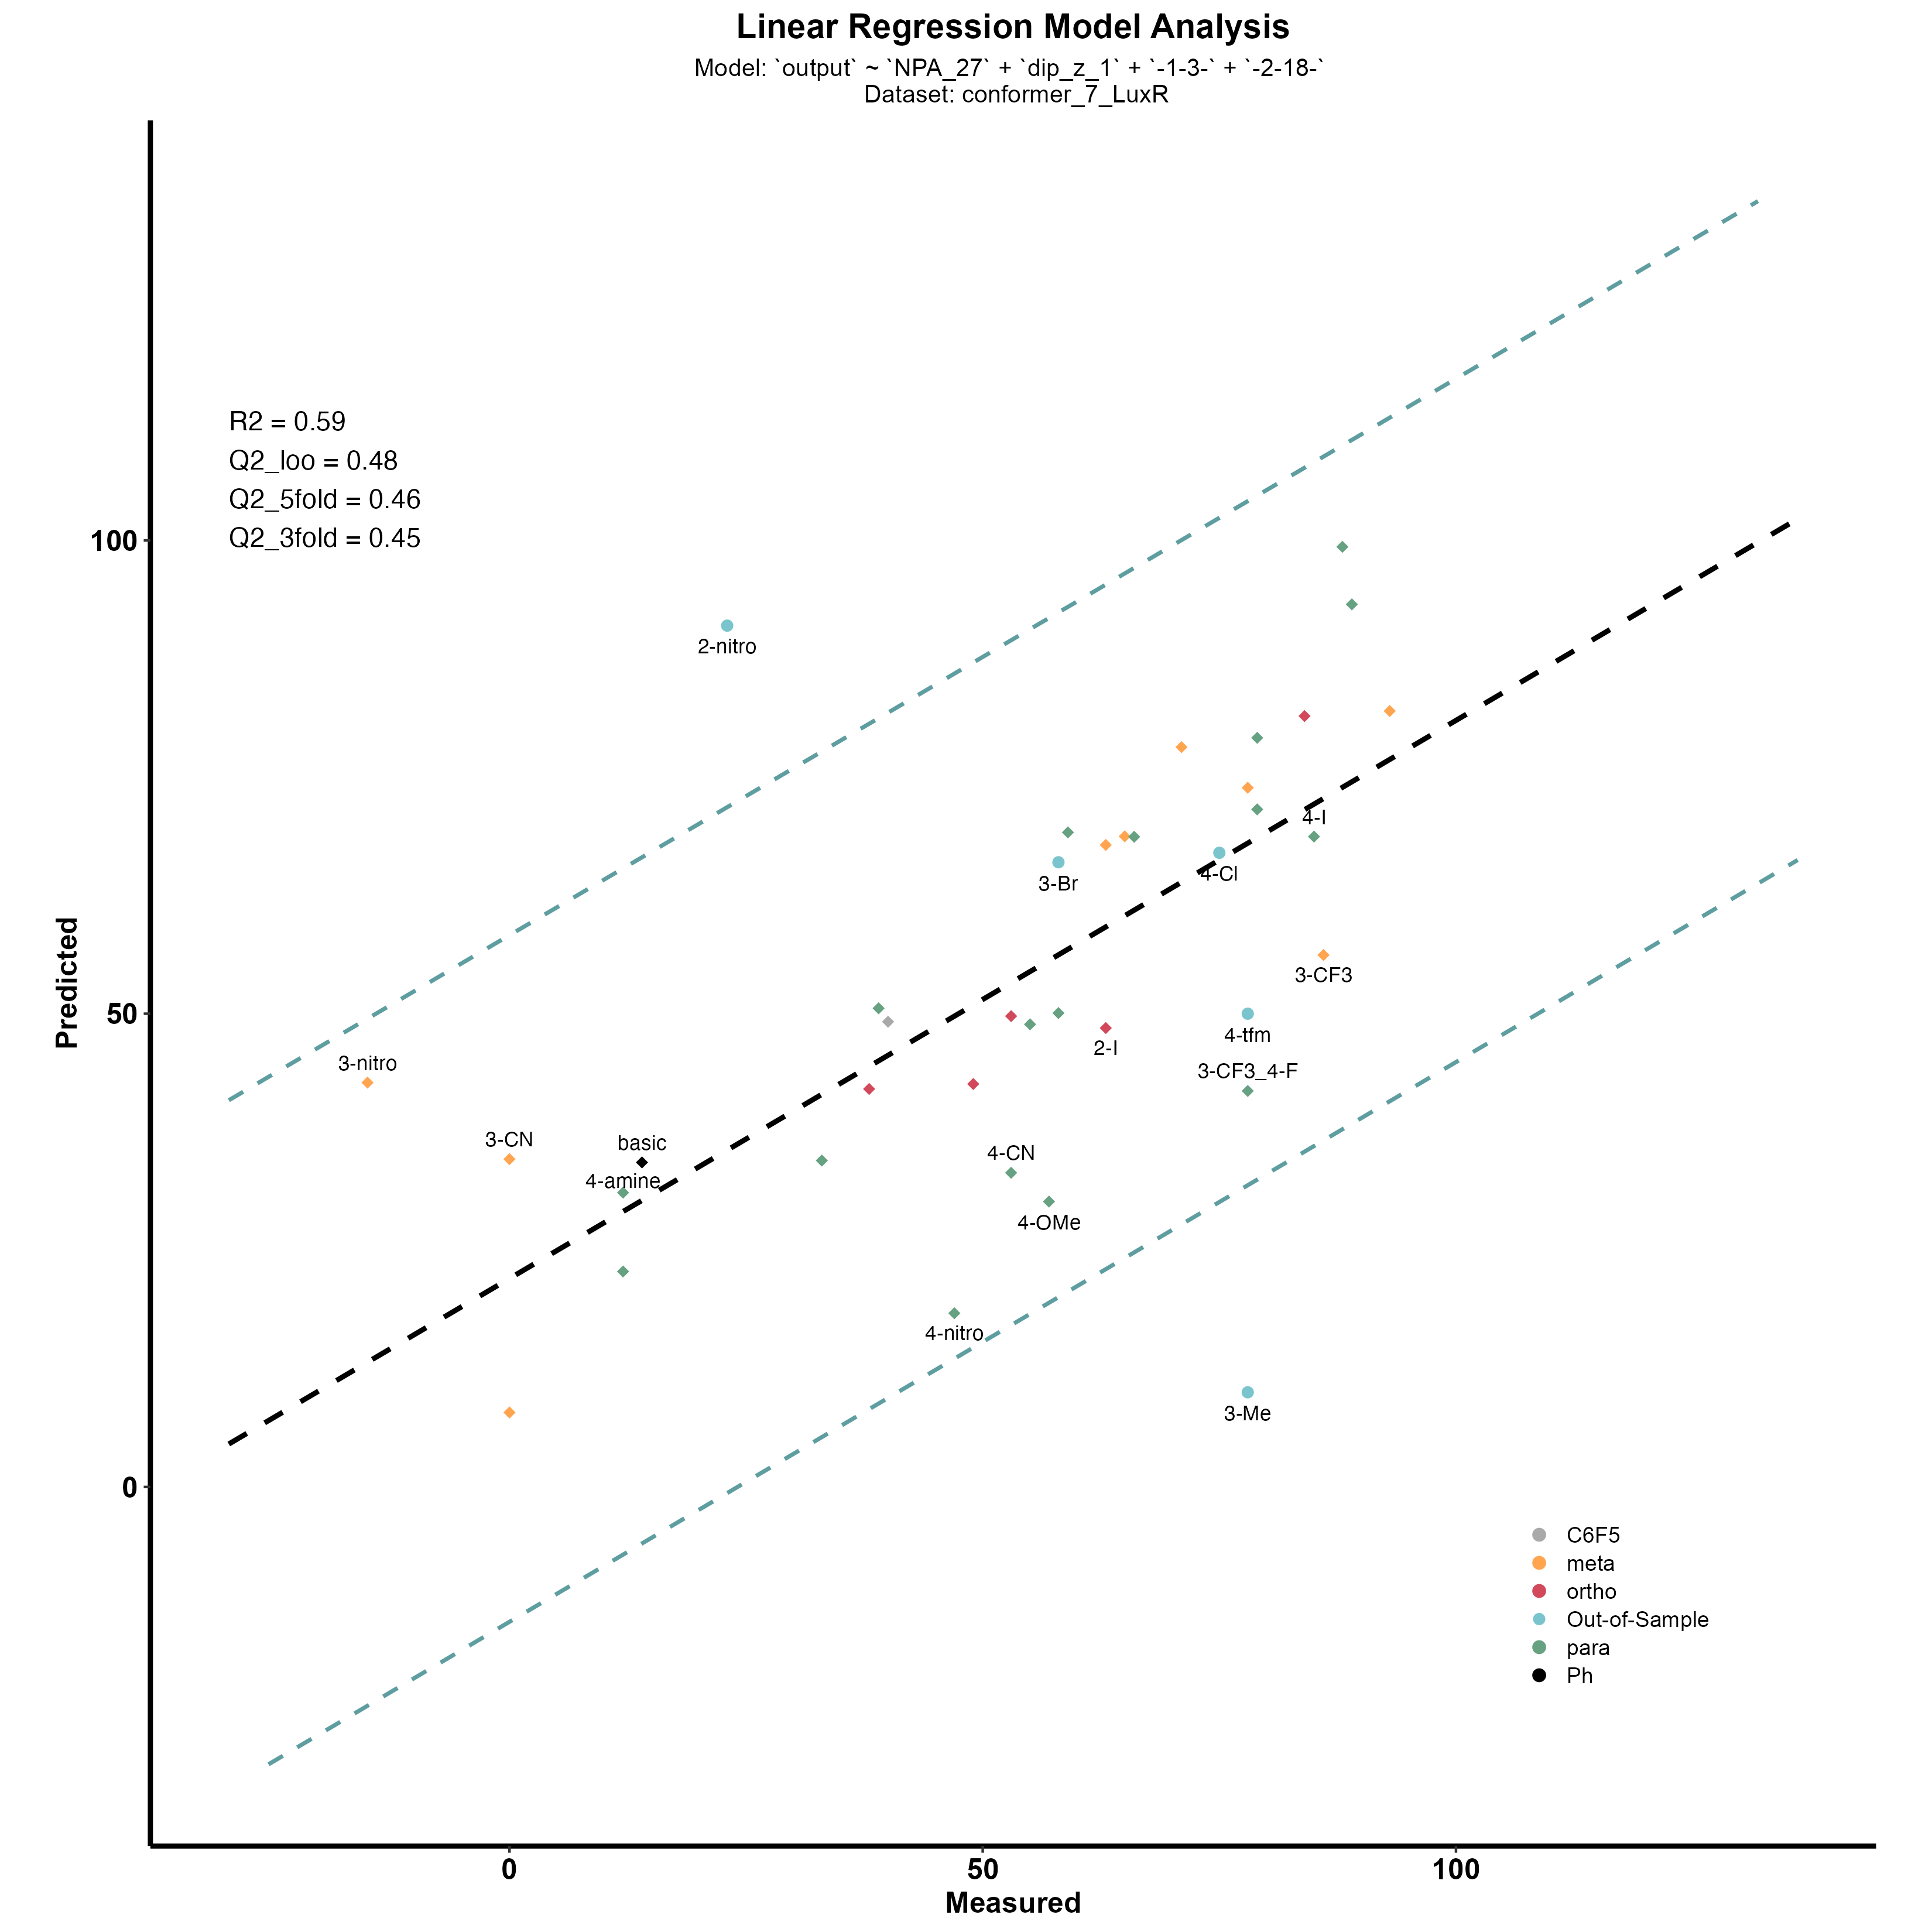 Linear Regression Model Analysis
Model: `output` ~ `NPA_27` + `dip_z_1` + `-1-3-` + `-2-18-`
Dataset: conformer_7_LuxR
R2 = 0.59
Q2_loo = 0.48
Q2_5fold = 0.46
Q2_3fold = 0.45
100
50
0
Predicted
2-nitro
4-I
3-Br
4-Cl
3-CF3
4-tfm
2-I
3-nitro
3-CF3_4-F
3-CN
basic
4-CN
4-amine
4-OMe
4-nitro
3-Me
C6F5
meta
ortho
Out-of-Sample
para
Ph
0
50
100
Measured